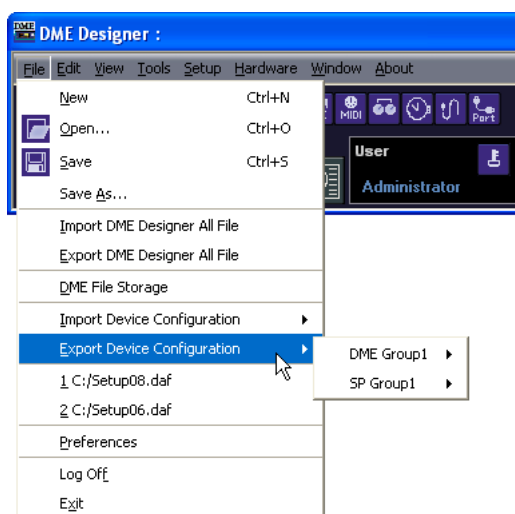 DME DME Designer :
File Edit View Tools Setup Hardware Window About
New Ctrl+N
MIDI Port
Open... Ctrl+O
User
Save Ctrl+S
Administrator
Save As...
Import DME Designer All File
Export DME Designer All File
DME File Storage
Import Device Configuration
Export Device Configuration
DME Group1
1 C:/Setup08.daf
SP Group1
2 C:/Setup06.daf
Preferences
Log Off
Exit